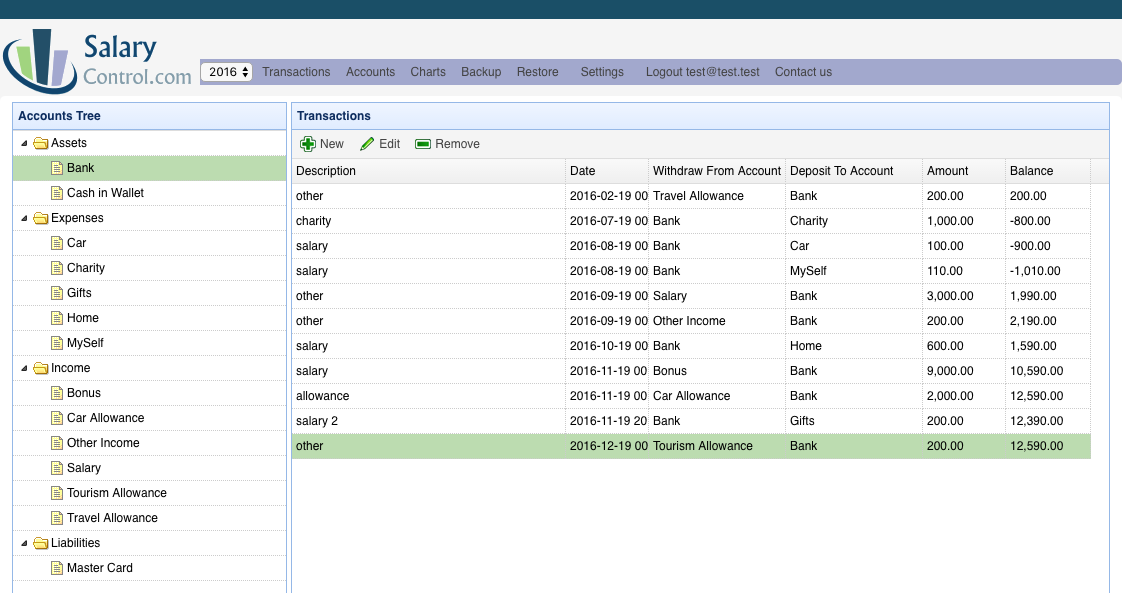 Salary
Control.com
2016 Transactions Accounts Charts Backup Restore Settings Logout test@test.test Contact us
Accounts Tree
Assets
Bank
Cash in Wallet
Expenses
Car
Charity
Gifts
Home
MySelf
Income
Bonus
Car Allowance
Other Income
Salary
Tourism Allowance
Travel Allowance
Liabilities
Master Card
Transactions
New Edit Remove
Description Date Withdraw From Account Deposit To Account Amount Balance
other 2016-02-19 00 Travel Allowance Bank 200.00 200.00
charity 2016-07-19 00 Bank Charity 1,000.00 -800.00
salary 2016-08-19 00 Bank Car 100.00 -900.00
salary 2016-08-19 00 Bank MySelf 110.00 -1,010.00
other 2016-09-19 00 Salary Bank 3,000.00 1,990.00
other 2016-09-19 00 Other Income Bank 200.00 2,190.00
salary 2016-10-19 00 Bank Home 600.00 1,590.00
salary 2016-11-19 00 Bonus Bank 9,000.00 10,590.00
allowance 2016-11-19 00 Car Allowance Bank 2,000.00 12,590.00
salary 2 2016-11-19 20 Bank Gifts 200.00 12,390.00
other 2016-12-19 00 Tourism Allowance Bank 200.00 12,590.00